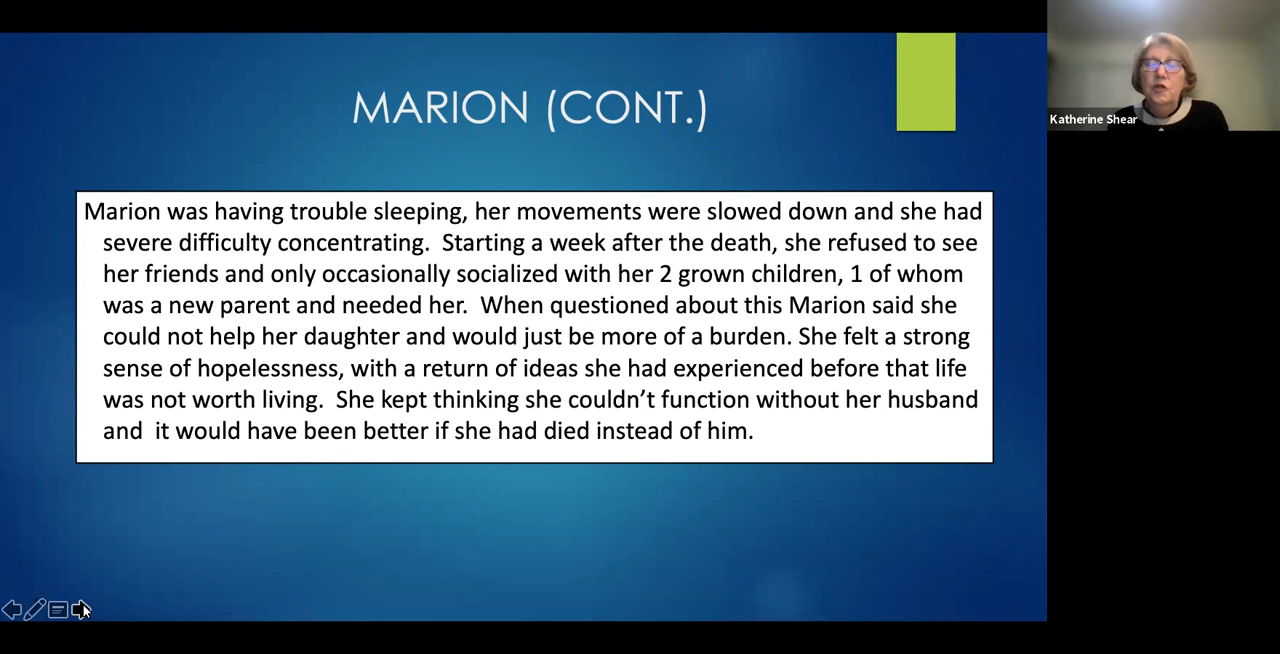 MARION (CONT.)
Katherine Shear
Marion was having trouble sleeping, her movements were slowed down and she had
severe difficulty concentrating.  Starting a week after the death, she refused to see
her friends and only occasionally socialized with her 2 grown children, 1 of whom
was a new parent and needed her.  When questioned about this Marion said she
could not help her daughter and would just be more of a burden. She felt a strong
sense of hopelessness, with a return of ideas she had experienced before that life
was not worth living.  She kept thinking she couldn’t function without her husband
and  it would have been better if she had died instead of him.